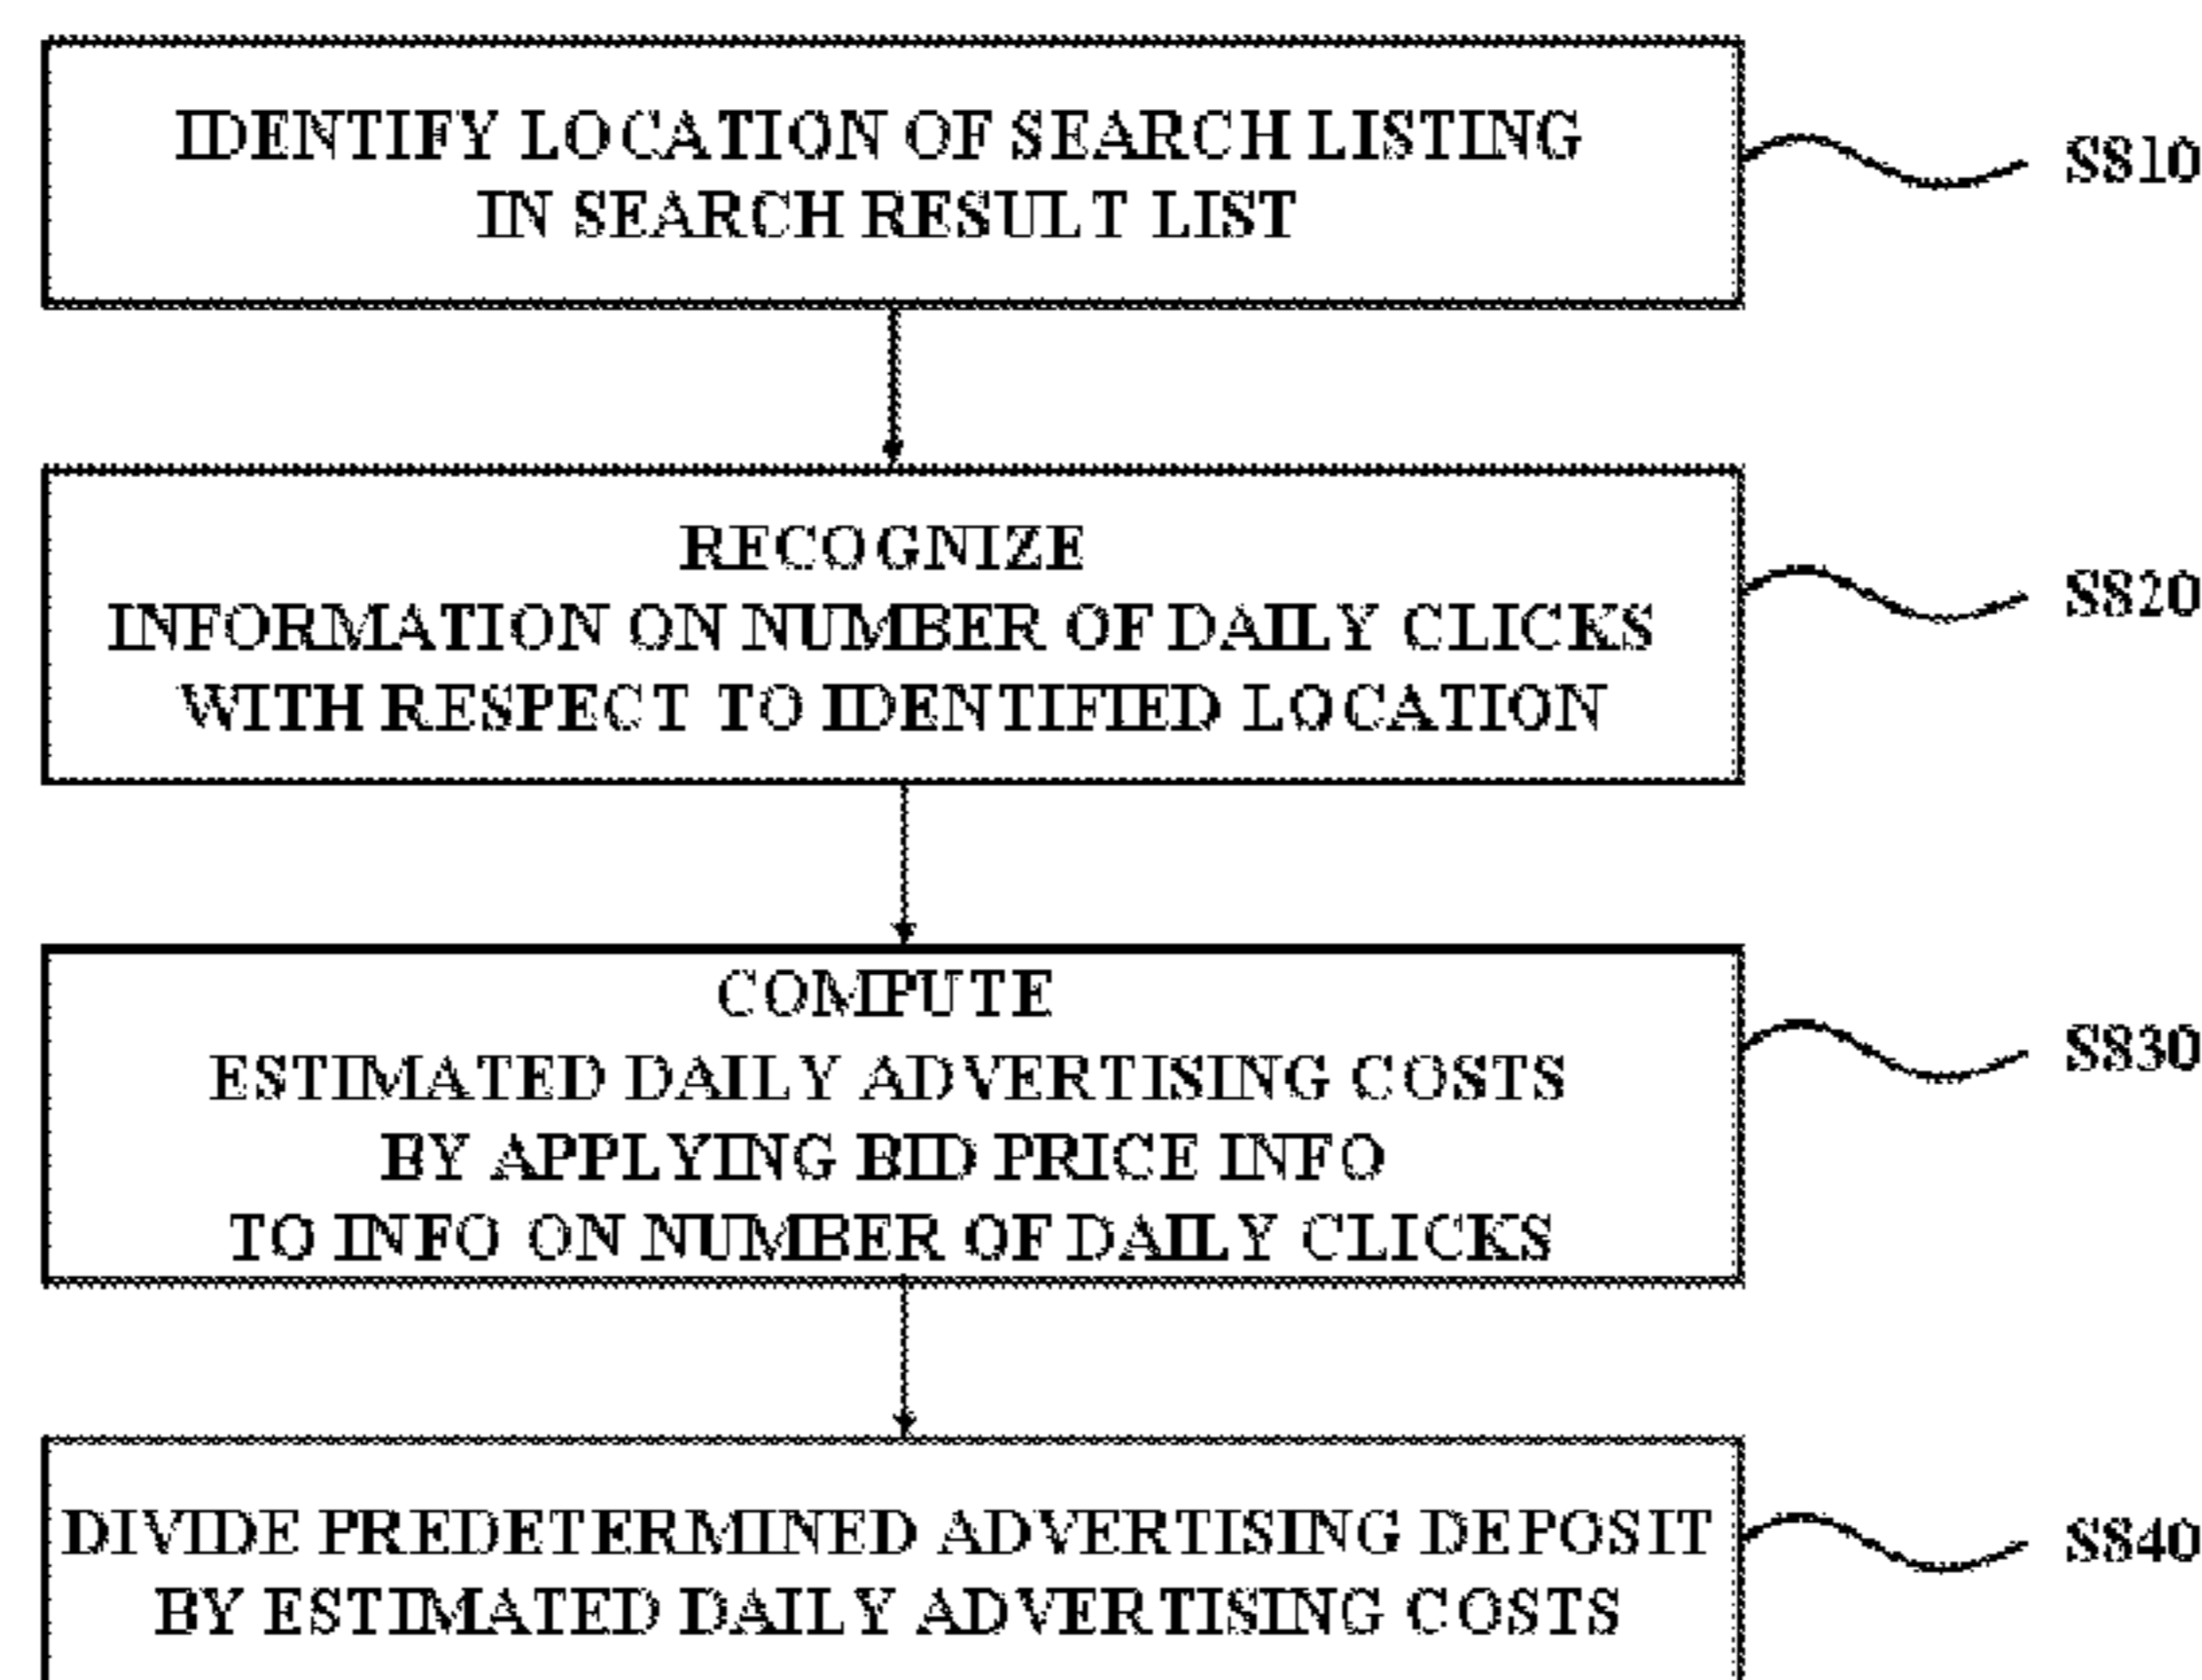 IDENTIFY LOCATION OF SEARCH LISTING
IN SEARCH RESULT LIST
S810
RECOGNIZE
INFORMATION ON NUMBER OF DAILY CLICKS
WITH RESPECT TO IDENTIFIED LOCATION
S820
COMPUTE
ESTIMATED DAILY ADVERTISING COSTS
BY APPLYING BID PRICE INFO
TO INFO ON NUMBER OF DAILY CLICKS
S830
DIVIDE PREDETERMINED ADVERTISING DEPOSIT
BY ESTIMATED DAILY ADVERTISING COSTS
S840